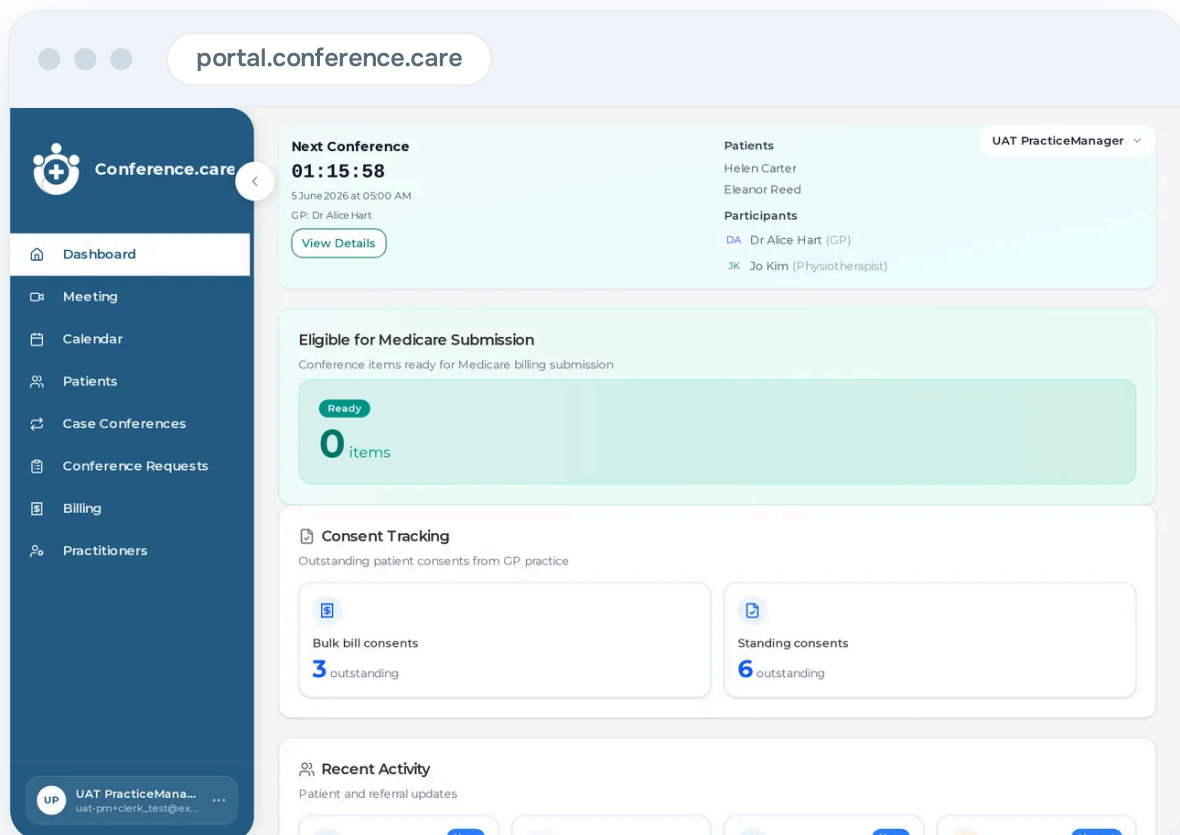 portal.conference.care
Conference.care
Dashboard
Meeting
Calendar
Patients
Case Conferences
Conference Requests
Billing
Practitioners
UP
UAT PracticeMana...
uat-pm+clerk_test@ex...
UAT PracticeManager
Next Conference
01:15:58
5 June 2026 at 05:00 AM
GP: Dr Alice Hart
View Details
Patients
Helen Carter
Eleanor Reed
Participants
DA Dr Alice Hart (GP)
JK Jo Kim (Physiotherapist)
Eligible for Medicare Submission
Conference items ready for Medicare billing submission
Ready
0 items
Consent Tracking
Outstanding patient consents from GP practice
Bulk bill consents
3 outstanding
Standing consents
6 outstanding
Recent Activity
Patient and referral updates